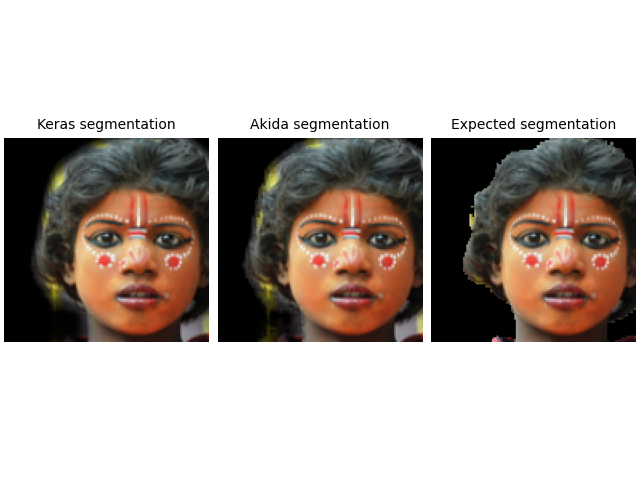 Keras segmentation
Akida segmentation
Expected segmentation